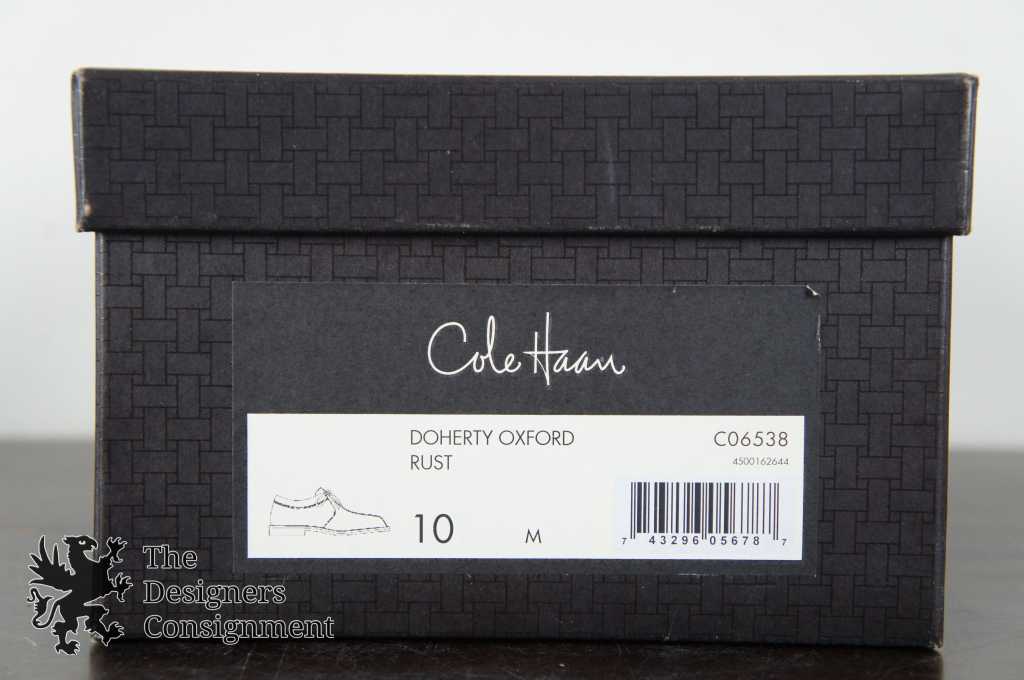 Cole Haan
DOHERTY OXFORD
RUST
C06538
4500162644
10 M
7 43296 05678 7
The
Designers
Consignment